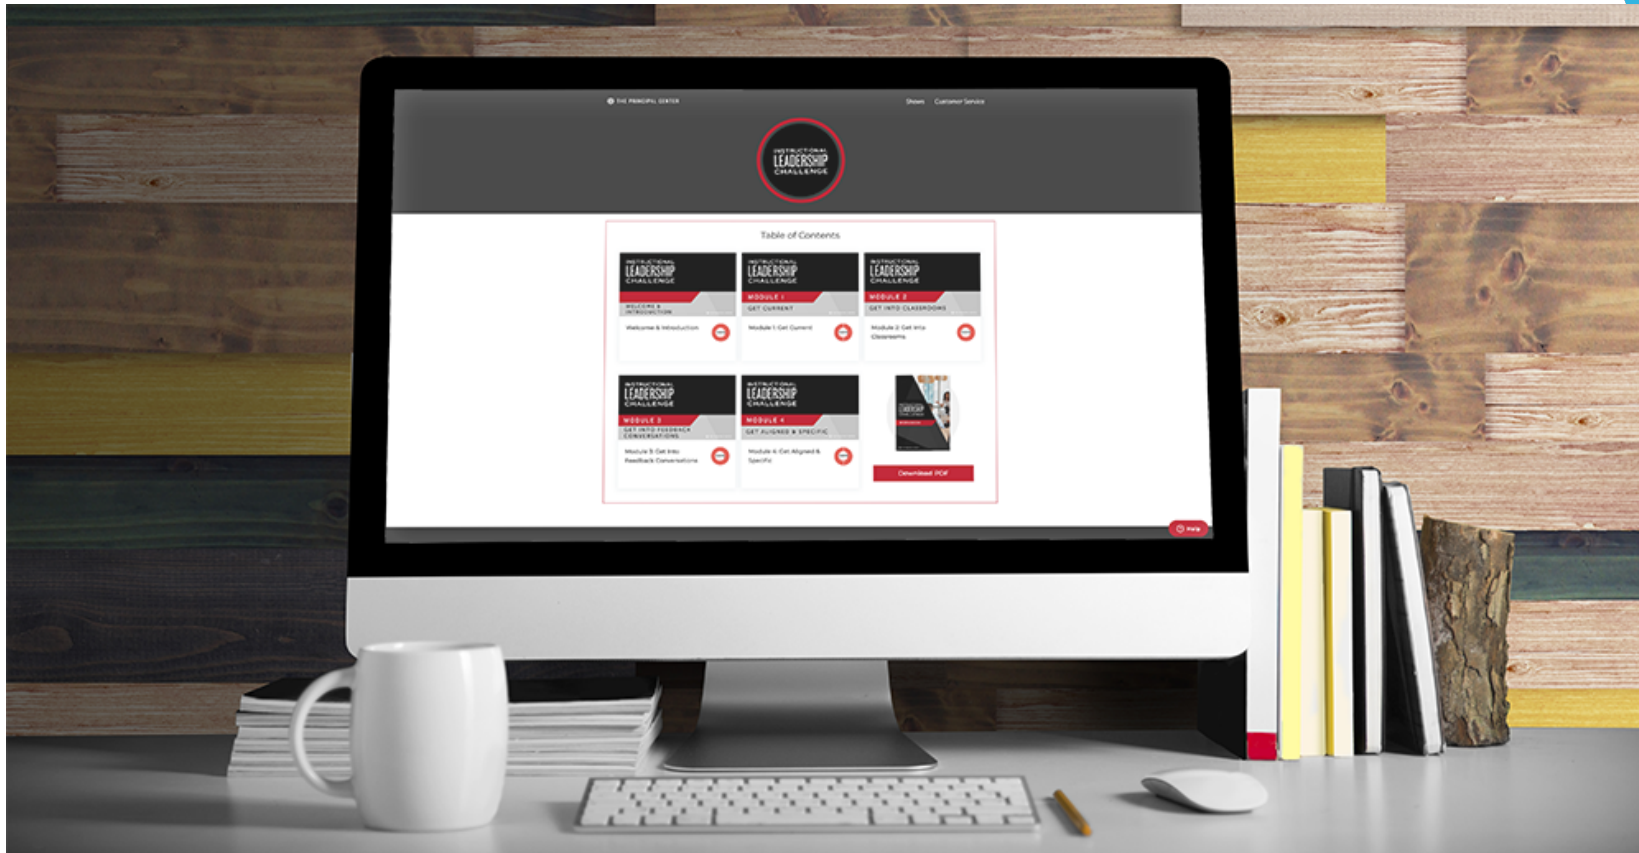 THE PRINCIPAL CENTER
Shows Customer Service
INSTRUCTIONAL
LEADERSHIP
CHALLENGE
Table of Contents
INSTRUCTIONAL
LEADERSHIP
CHALLENGE
WELCOME &
INTRODUCTION
Welcome & Introduction
INSTRUCTIONAL
LEADERSHIP
CHALLENGE
MODULE 1
GET CURRENT
Module 1: Get Current
INSTRUCTIONAL
LEADERSHIP
CHALLENGE
MODULE 2
GET INTO CLASSROOMS
Module 2: Get Into
Classrooms
INSTRUCTIONAL
LEADERSHIP
CHALLENGE
MODULE 3
GET INTO FEEDBACK
CONVERSATIONS
Module 3: Get Into
Feedback Conversations
INSTRUCTIONAL
LEADERSHIP
CHALLENGE
MODULE 4
GET ALIGNED & SPECIFIC
Module 4: Get Aligned &
Specific
LEADERSHIP
Download PDF
Help